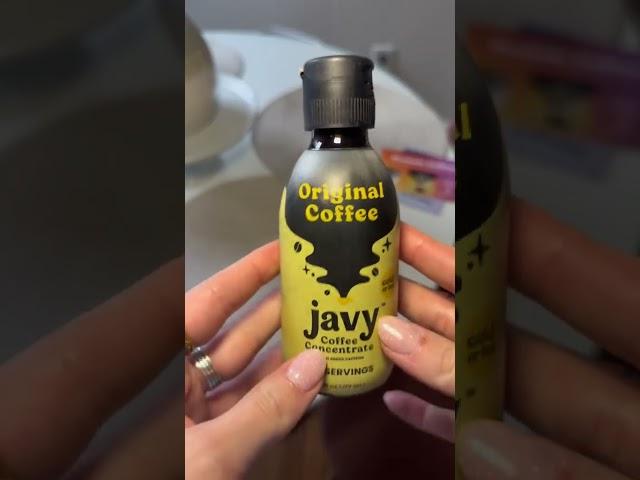 Original
Coffee
javy
Coffee
Concentrate
SERVINGS